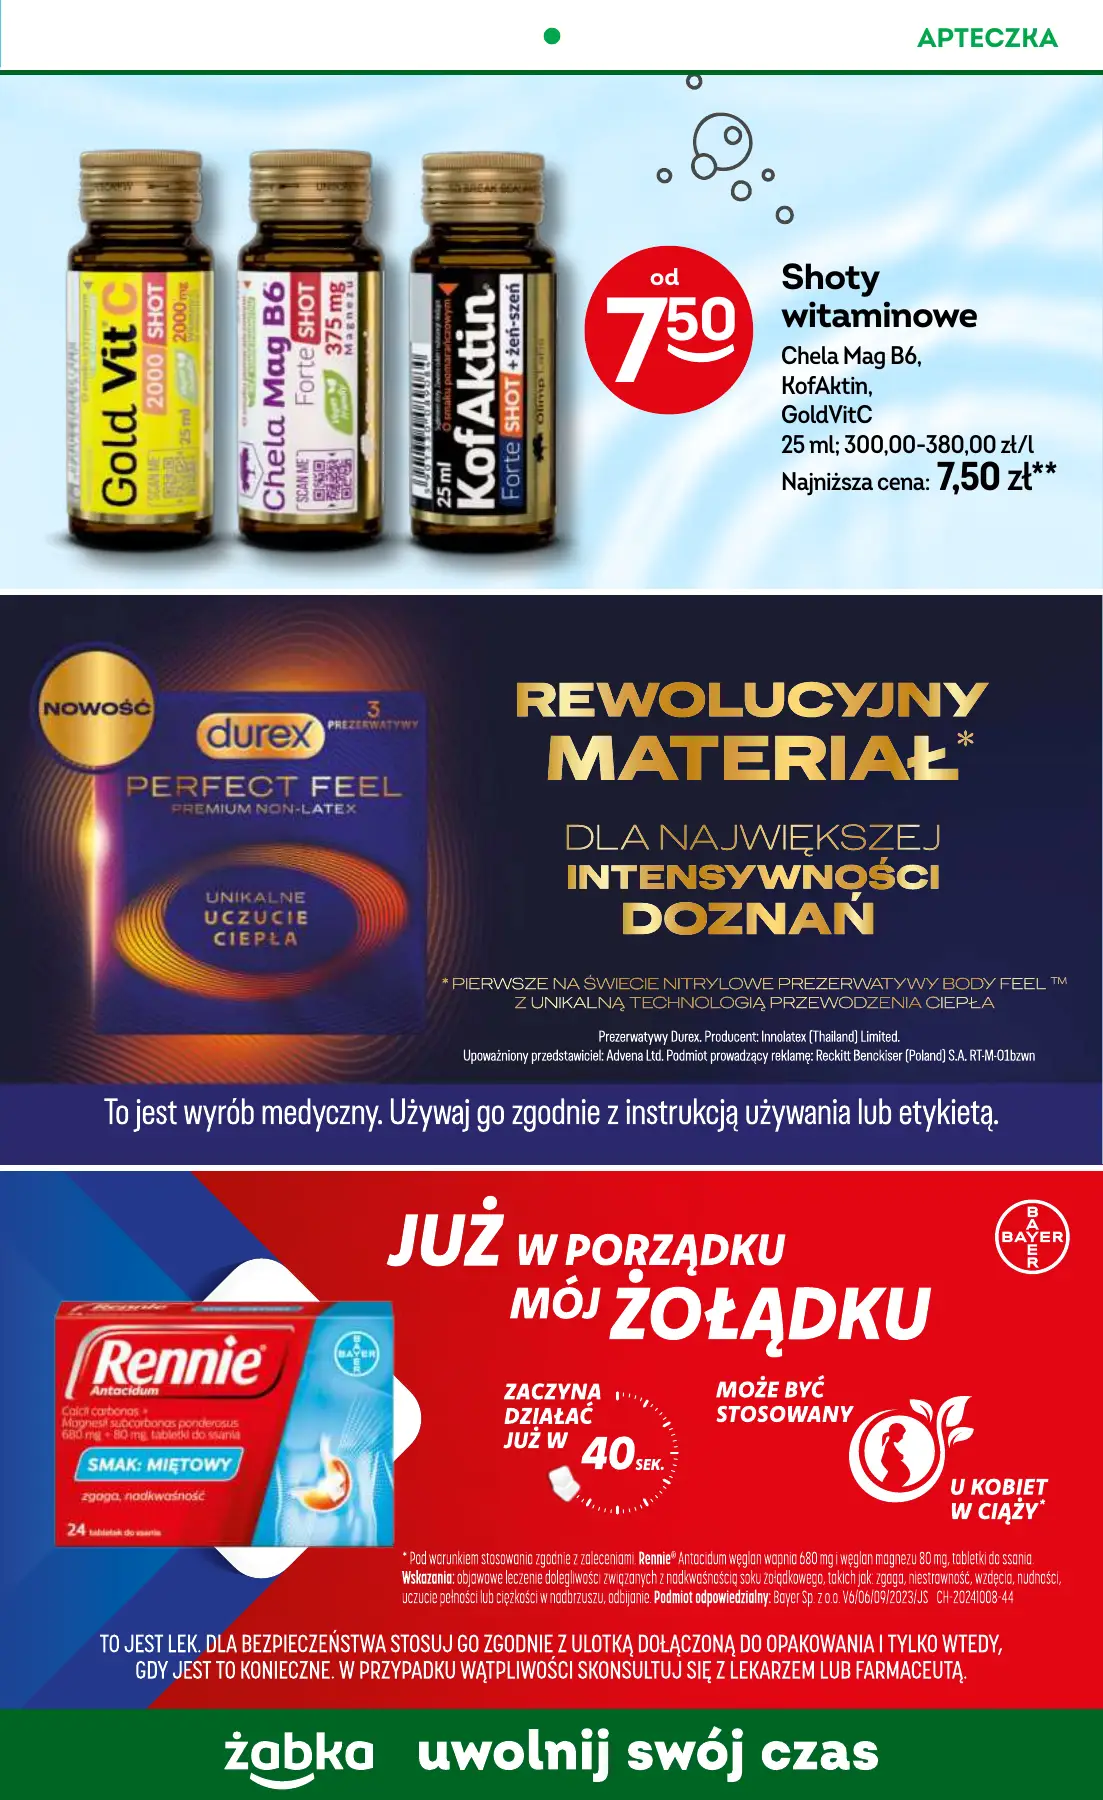 APTECZKA
Gold Vit C
2000 SHOT
2000 mg
25 ml
SCAN ME
Chela Mag B6
Forte SHOT
375 mg
Magnezu
SCAN ME
KofAktin
Forte SHOT + żeń-szeń
O smaku pomarańczowym
25 ml
Olimp Labs
od
7 50
Shoty
witaminowe
Chela Mag B6,
KofAktin,
GoldVitC
25 ml; 300,00-380,00 zł/l
Najniższa cena: 7,50 zł**
NOWOŚĆ
durex
3
PREZERWATYWY
PERFECT FEEL
PREMIUM NON-LATEX
UNIKALNE
UCZUCIE
CIEPŁA
REWOLUCYJNY
MATERIAŁ*
DLA NAJWIĘKSZEJ
INTENSYWNOŚCI
DOZNAŃ
* PIERWSZE NA ŚWIECIE NITRYLOWE PREZERWATYWY BODY FEEL ™
Z UNIKALNĄ TECHNOLOGIĄ PRZEWODZENIA CIEPŁA
Prezerwatywy Durex. Producent: Innolatex (Thailand) Limited.
Upoważniony przedstawiciel: Advena Ltd. Podmiot prowadzący reklamę: Reckitt Benckiser (Poland) S.A. RT-M-O1bzwn
To jest wyrób medyczny. Używaj go zgodnie z instrukcją używania lub etykietą.
JUŻ W PORZĄDKU
MÓJ ŻOŁĄDKU
BAYER
BAYER
Rennie®
Antacidum
Calcii carbonas +
Magnesii subcarbonas ponderosus
680 mg + 80 mg, tabletki do ssania
SMAK: MIĘTOWY
zgaga, nadkwaśność
24 tabletek do ssania
BAYER
ZACZYNA
DZIAŁAĆ
JUŻ W
40 SEK.
MOŻE BYĆ
STOSOWANY
U KOBIET
W CIĄŻY*
* Pod warunkiem stosowania zgodnie z zaleceniami. Rennie® Antacidum węglan wapnia 680 mg i węglan magnezu 80 mg, tabletki do ssania.
Wskazania: objawowe leczenie dolegliwości związanych z nadkwaśnością soku żołądkowego, takich jak: zgaga, niestrawność, wzdęcia, nudności,
uczucie pełności lub ciężkości w nadbrzuszu, odbijanie. Podmiot odpowiedzialny: Bayer Sp. z o.o. V6/06/09/2023/JS CH-20241008-44
TO JEST LEK. DLA BEZPIECZEŃSTWA STOSUJ GO ZGODNIE Z ULOTKĄ DOŁĄCZONĄ DO OPAKOWANIA I TYLKO WTEDY,
GDY JEST TO KONIECZNE. W PRZYPADKU WĄTPLIWOŚCI SKONSULTUJ SIĘ Z LEKARZEM LUB FARMACEUTĄ.
żabka uwolnij swój czas